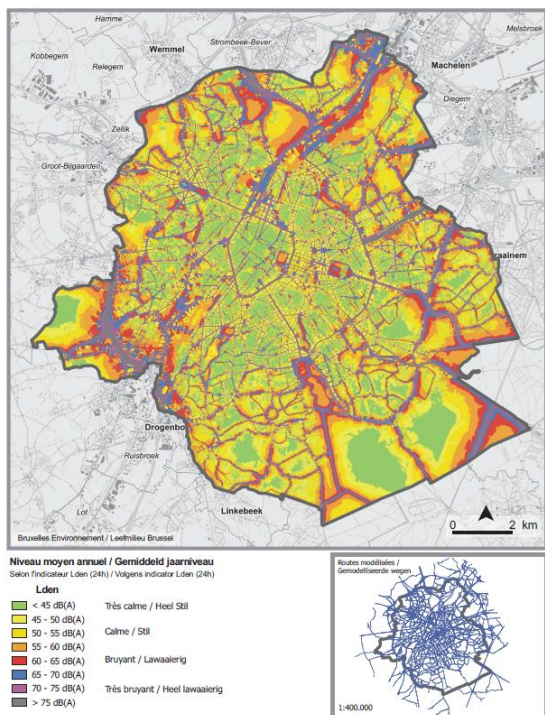 Hamme
Melsbroek
Strombeek-Bever
Wemmel
Kobbegem
Machelen
Relegem
Diegem
Zellik
Groot-Bijgaarden
raainem
Drogenbo
Ruisbroek
Lot
Linkebeek
0 2 km
Bruxelles Environnement / Leefmilieu Brussel
Niveau moyen annuel / Gemiddeld jaarniveau
Selon l'indicateur Lden (24h) / Volgens indicator Lden (24h)
Lden
< 45 dB(A) Très calme / Heel Stil
45 - 50 dB(A)
50 - 55 dB(A) Calme / Stil
55 - 60 dB(A)
60 - 65 dB(A) Bruyant / Lawaaierig
65 - 70 dB(A)
70 - 75 dB(A) Très bruyant / Heel lawaaierig
> 75 dB(A)
Routes modélisées /
Gemodelliseerde wegen
1:400.000